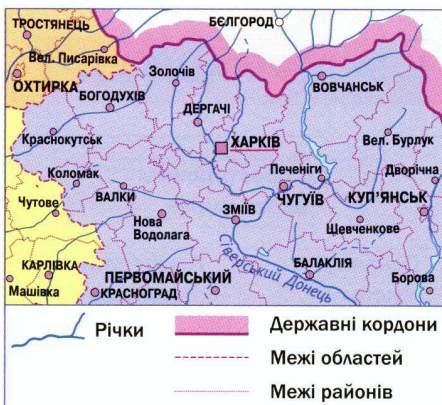 БЄЛГОРОД
ТРОСТЯНЕЦЬ
Вел. Писарівка
ОХТИРКА
Золочів
ВОВЧАНСЬК
БОГОДУХІВ
ДЕРГАЧІ
Краснокутськ
ХАРКІВ
Вел. Бурлук
Коломак
Печеніги
Дворічна
ВАЛКИ
ЧУГУЇВ
КУП'ЯНСЬК
Чутове
Нова
Водолага
ЗМІЇВ
Шевченкове
Сіверський Донець
КАРЛІВКА
ПЕРВОМАЙСЬКИЙ
БАЛАКЛІЯ
Машівка
КРАСНОГРАД
Борова
Річки
Державні кордони
Межі областей
Межі районів